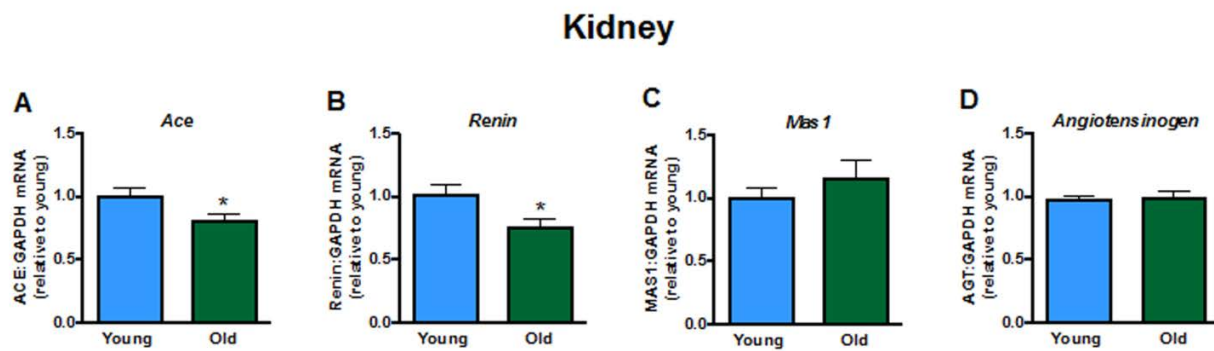 Kidney
A
Ace
ACE:GAPDH mRNA
(relative to young)
1.5
1.0
0.5
0.0
*
Young Old
B
Renin
Renin:GAPDH mRNA
(relative to young)
1.5
1.0
0.5
0.0
*
Young Old
C
Mas1
MAS1:GAPDH mRNA
(relative to young)
1.5
1.0
0.5
0.0
Young Old
D
Angiotensinogen
AGT:GAPDH mRNA
(relative to young)
1.5
1.0
0.5
0.0
Young Old